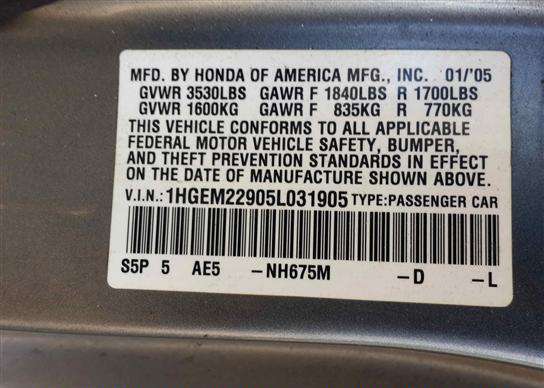 MFD. BY HONDA OF AMERICA MFG., INC. 01/'05
GVWR 3530LBS GAWR F 1840LBS R 1700LBS
GVWR 1600KG GAWR F 835KG R 770KG
THIS VEHICLE CONFORMS TO ALL APPLICABLE
FEDERAL MOTOR VEHICLE SAFETY, BUMPER,
AND THEFT PREVENTION STANDARDS IN EFFECT
ON THE DATE OF MANUFACTURE SHOWN ABOVE.
V.I.N.:1HGEM22905L031905 TYPE:PASSENGER CAR
S5P 5 AE5 -NH675M -D -L